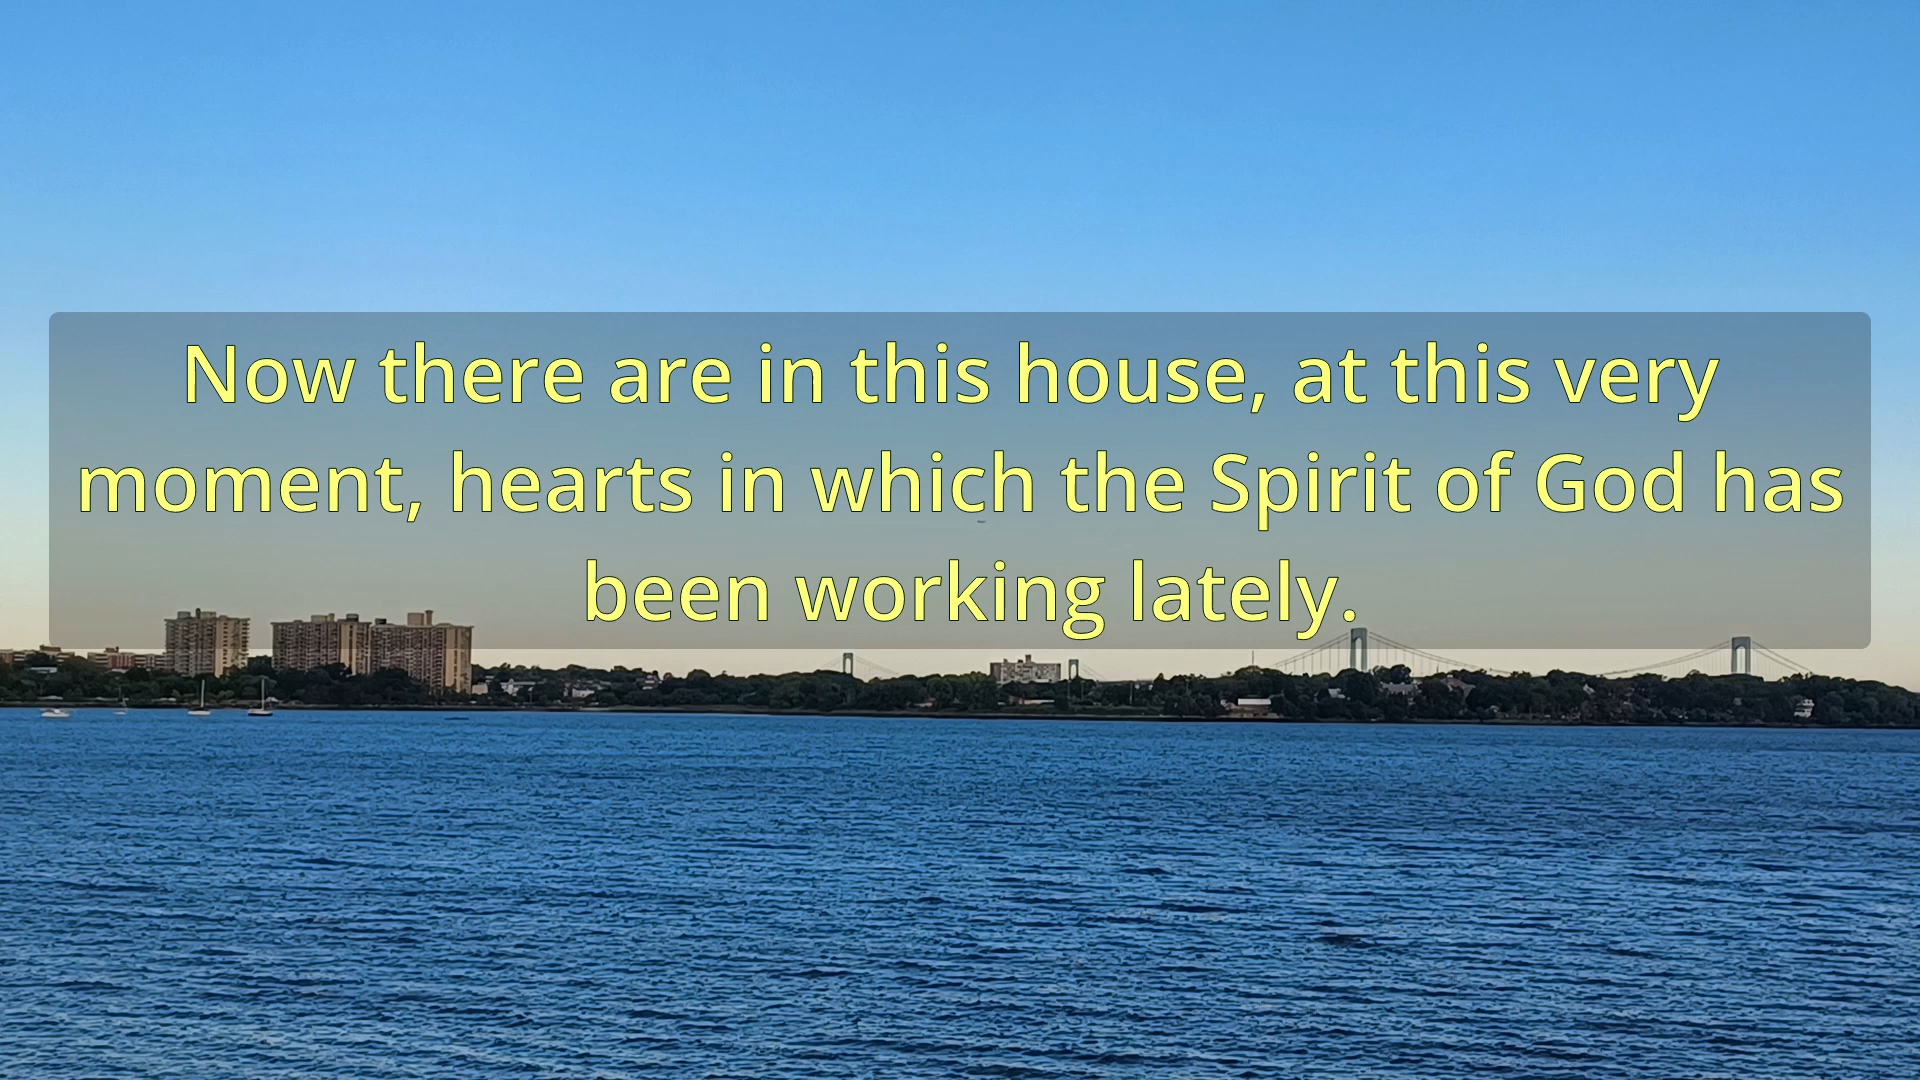 Now there are in this house, at this very
moment, hearts in which the Spirit of God has
been working lately.